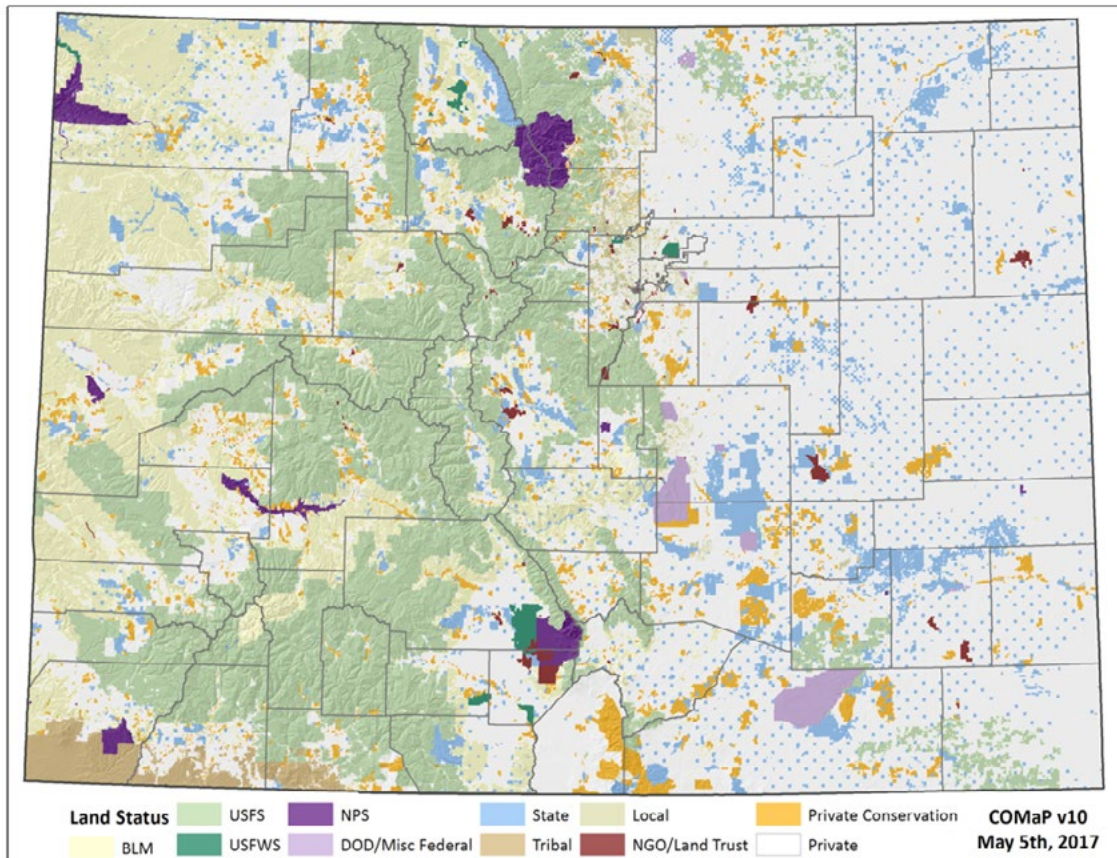 Land Status
BLM
USFS
USFWS
NPS
DOD/Misc Federal
State
Tribal
Local
NGO/Land Trust
Private Conservation
Private
COMaP v10
May 5th, 2017